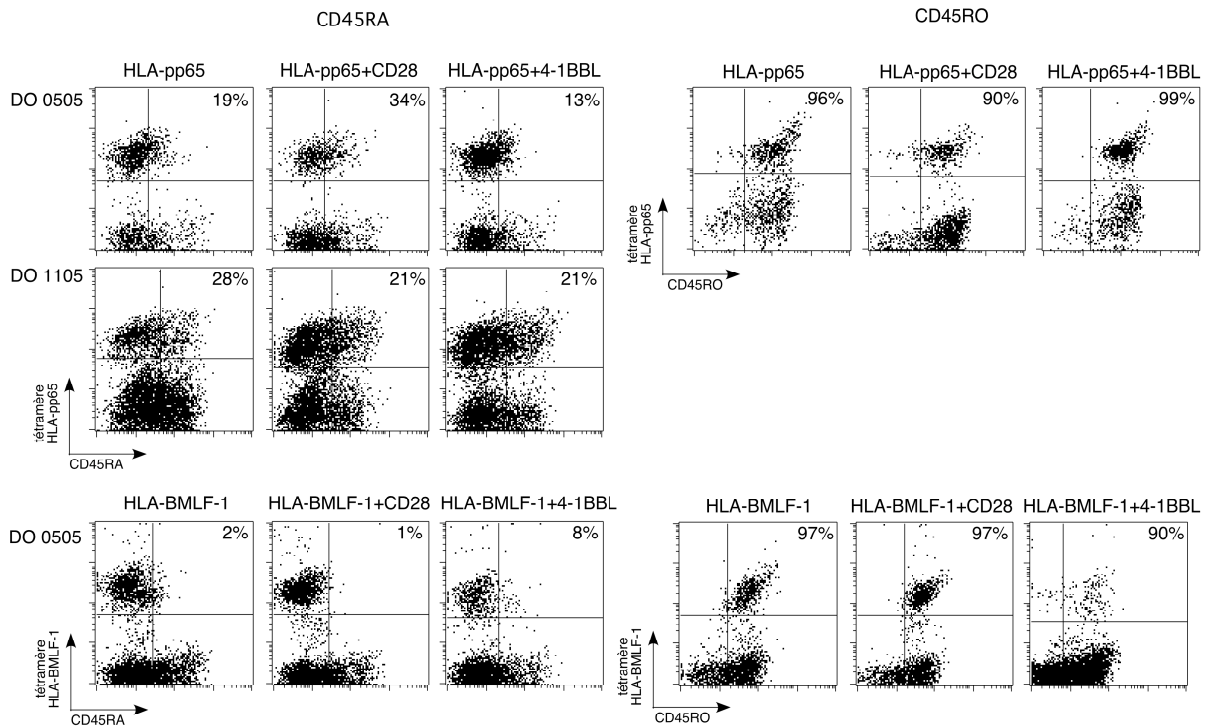 CD45RA
CD45RO
HLA-pp65 HLA-pp65+CD28 HLA-pp65+4-1BBL
HLA-pp65 HLA-pp65+CD28 HLA-pp65+4-1BBL
DO 0505 19% 34% 13%
96% 90% 99%
tétramère
HLA-pp65
CD45RO
DO 1105 28% 21% 21%
tétramère
HLA-pp65
CD45RA
HLA-BMLF-1 HLA-BMLF-1+CD28 HLA-BMLF-1+4-1BBL
HLA-BMLF-1 HLA-BMLF-1+CD28 HLA-BMLF-1+4-1BBL
DO 0505 2% 1% 8%
97% 97% 90%
tétramère
HLA-BMLF-1
CD45RA
tétramère
HLA-BMLF-1
CD45RO